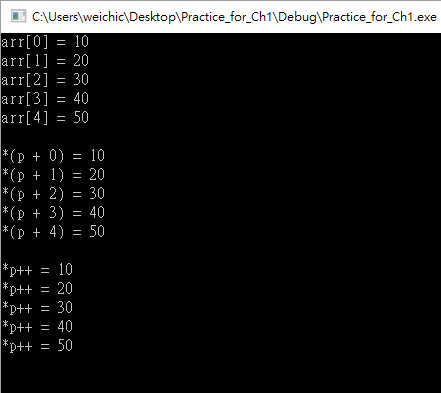 C:\Users\weichic\Desktop\Practice_for_Ch1\Debug\Practice_for_Ch1.exe
arr[0] = 10
arr[1] = 20
arr[2] = 30
arr[3] = 40
arr[4] = 50
*(p + 0) = 10
*(p + 1) = 20
*(p + 2) = 30
*(p + 3) = 40
*(p + 4) = 50
*p++ = 10
*p++ = 20
*p++ = 30
*p++ = 40
*p++ = 50